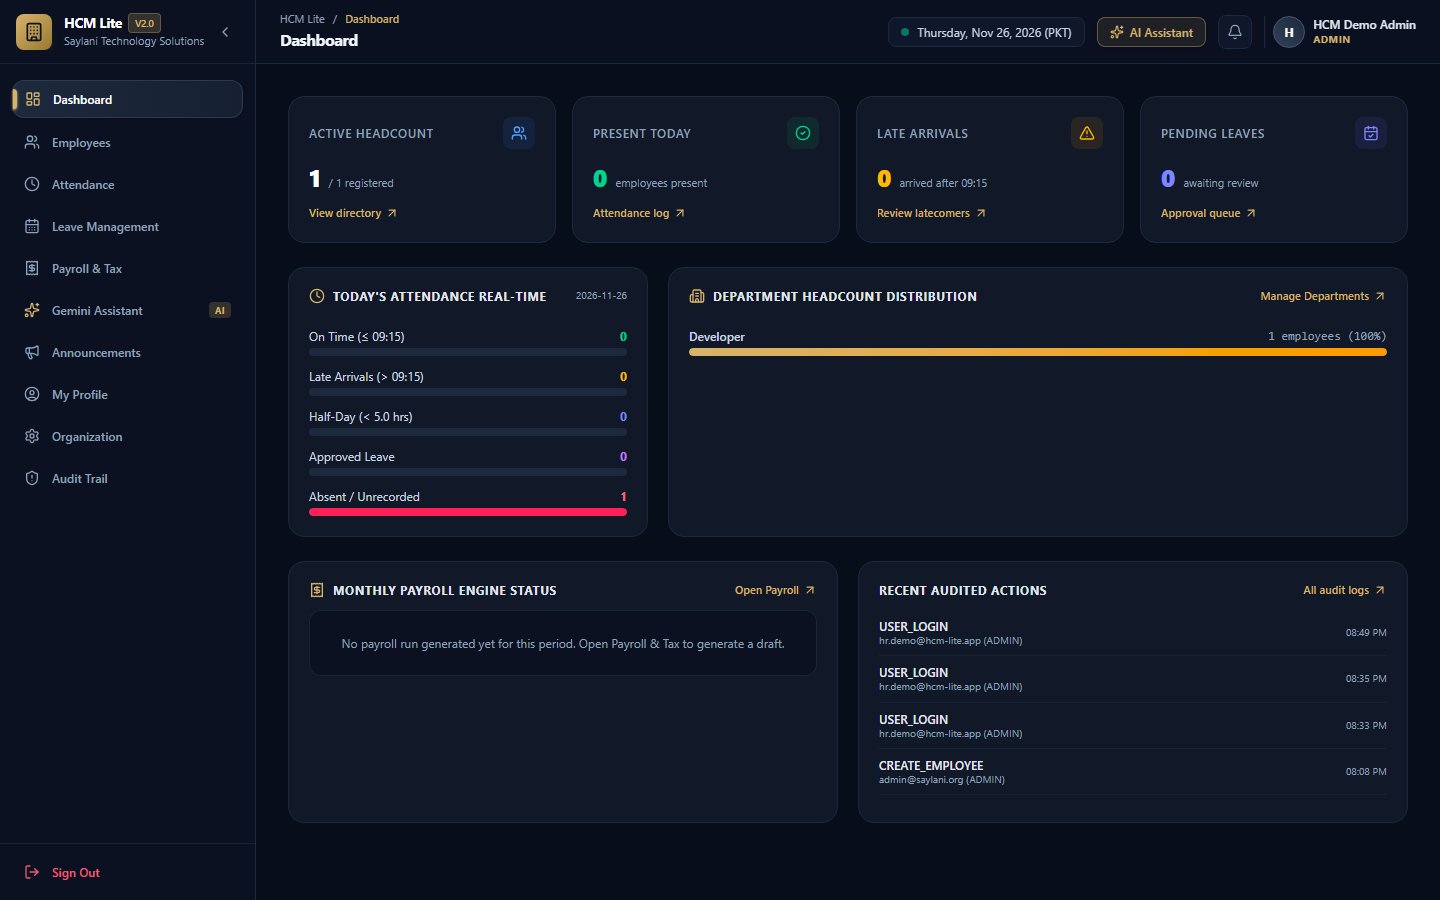 HCM Lite V2.0
Saylani Technology Solutions
Dashboard
Employees
Attendance
Leave Management
Payroll & Tax
Gemini Assistant AI
Announcements
My Profile
Organization
Audit Trail
Sign Out
HCM Lite / Dashboard
Dashboard
Thursday, Nov 26, 2026 (PKT)
AI Assistant
H
HCM Demo Admin
ADMIN
ACTIVE HEADCOUNT
1 / 1 registered
View directory
PRESENT TODAY
0 employees present
Attendance log
LATE ARRIVALS
0 arrived after 09:15
Review latecomers
PENDING LEAVES
0 awaiting review
Approval queue
TODAY'S ATTENDANCE REAL-TIME 2026-11-26
On Time (≤ 09:15) 0
Late Arrivals (> 09:15) 0
Half-Day (< 5.0 hrs) 0
Approved Leave 0
Absent / Unrecorded 1
DEPARTMENT HEADCOUNT DISTRIBUTION Manage Departments
Developer 1 employees (100%)
MONTHLY PAYROLL ENGINE STATUS Open Payroll
No payroll run generated yet for this period. Open Payroll & Tax to generate a draft.
RECENT AUDITED ACTIONS All audit logs
USER_LOGIN
hr.demo@hcm-lite.app (ADMIN) 08:49 PM
USER_LOGIN
hr.demo@hcm-lite.app (ADMIN) 08:35 PM
USER_LOGIN
hr.demo@hcm-lite.app (ADMIN) 08:33 PM
CREATE_EMPLOYEE
admin@saylani.org (ADMIN) 08:08 PM